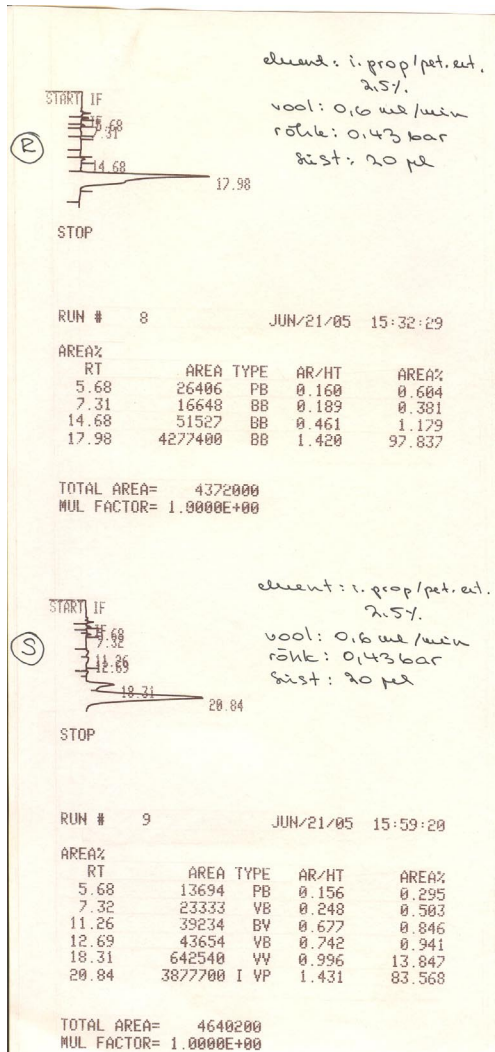 eluent: i.prop/pet.eet.
2,5%.
vool: 0,6 ml/min
rõhk: 0,43 bar
süst: 20 µl
R
START IF
5.68
7.31
14.68
17.98
STOP
RUN # 8 JUN/21/05 15:32:29
AREA%
RT AREA TYPE AR/HT AREA%
5.68 26406 PB 0.160 0.604
7.31 16648 BB 0.189 0.381
14.68 51527 BB 0.461 1.179
17.98 4277400 BB 1.420 97.837
TOTAL AREA= 4372000
MUL FACTOR= 1.0000E+00
eluent: i.prop/pet.eet.
2,5%.
vool: 0,6 ml/min
rõhk: 0,43 bar
süst: 20 µl
S
START IF
5.68
7.32
11.26
12.69
18.31
20.84
STOP
RUN # 9 JUN/21/05 15:59:20
AREA%
RT AREA TYPE AR/HT AREA%
5.68 13694 PB 0.156 0.295
7.32 23333 VB 0.248 0.503
11.26 39234 BV 0.677 0.846
12.69 43654 VB 0.742 0.941
18.31 642540 VV 0.996 13.847
20.84 3877700 I VP 1.431 83.568
TOTAL AREA= 4640200
MUL FACTOR= 1.0000E+00